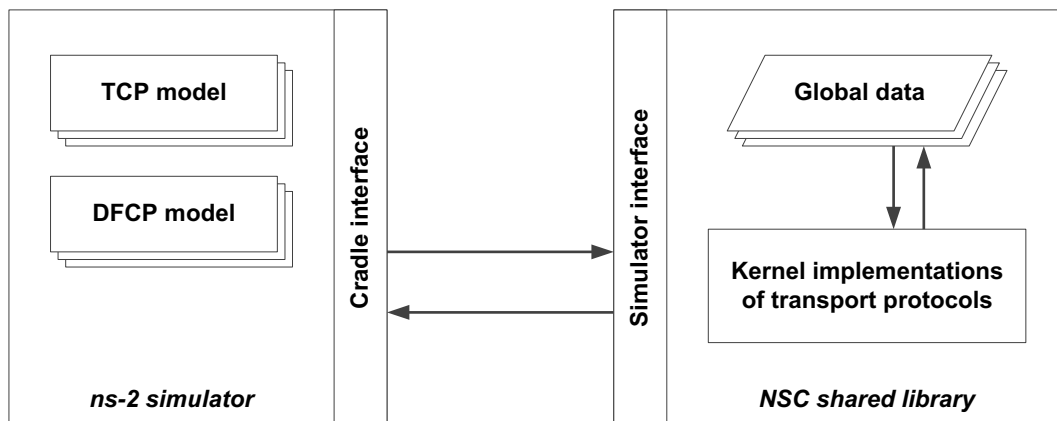 TCP model
DFCP model
ns-2 simulator
Cradle interface
Simulator interface
Global data
Kernel implementations
of transport protocols
NSC shared library